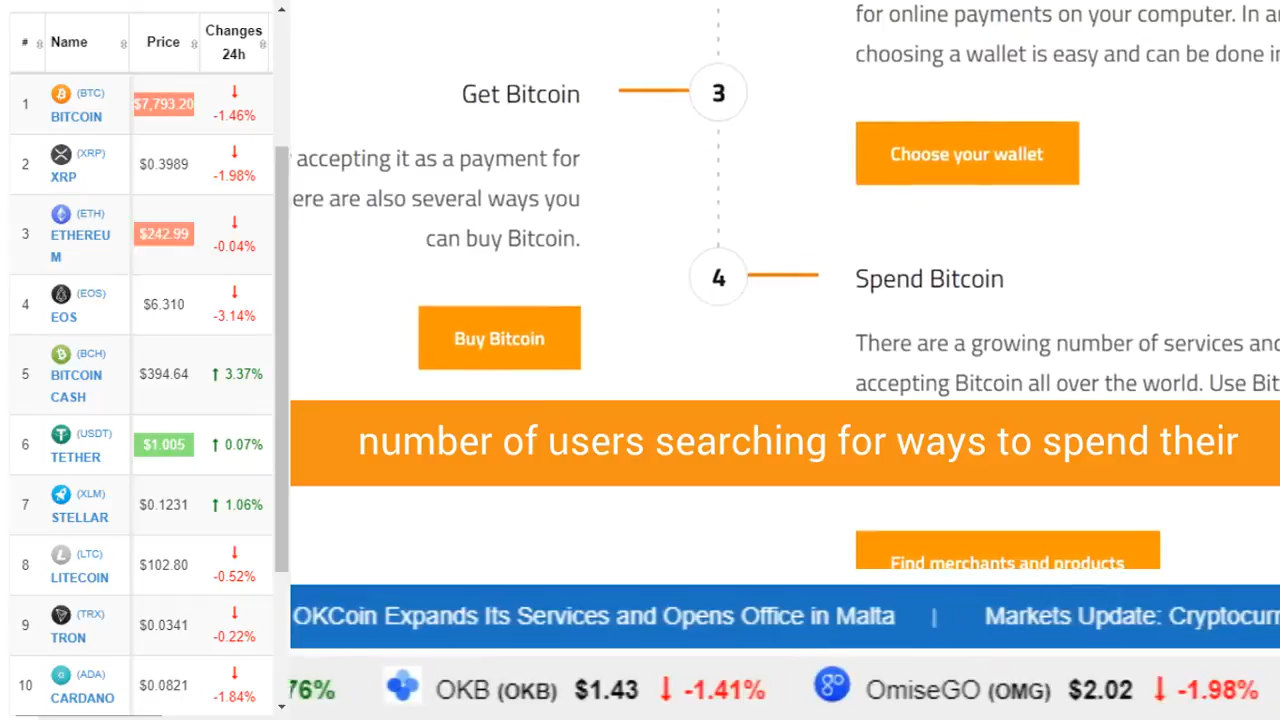 # Name Price Changes 24h
1 (BTC) BITCOIN $7,793.20 ↓ -1.46%
2 (XRP) XRP $0.3989 ↓ -1.98%
3 (ETH) ETHEREU M $242.99 ↓ -0.04%
4 (EOS) EOS $6.310 ↓ -3.14%
5 (BCH) BITCOIN CASH $394.64 ↑ 3.37%
6 (USDT) TETHER $1.005 ↑ 0.07%
7 (XLM) STELLAR $0.1231 ↑ 1.06%
8 (LTC) LITECOIN $102.80 ↓ -0.52%
9 (TRX) TRON $0.0341 ↓ -0.22%
10 (ADA) CARDANO $0.0821 ↓ -1.84%
Get Bitcoin
accepting it as a payment for
ere are also several ways you
can buy Bitcoin.
Buy Bitcoin
3
4
for online payments on your computer. In a
choosing a wallet is easy and can be done i
Choose your wallet
Spend Bitcoin
There are a growing number of services and
accepting Bitcoin all over the world. Use Bit
number of users searching for ways to spend their
Find merchants and products
OKCoin Expands Its Services and Opens Office in Malta | Markets Update: Cryptocurr
76% OKB (OKB) $1.43 ↓ -1.41% OmiseGO (OMG) $2.02 ↓ -1.98%